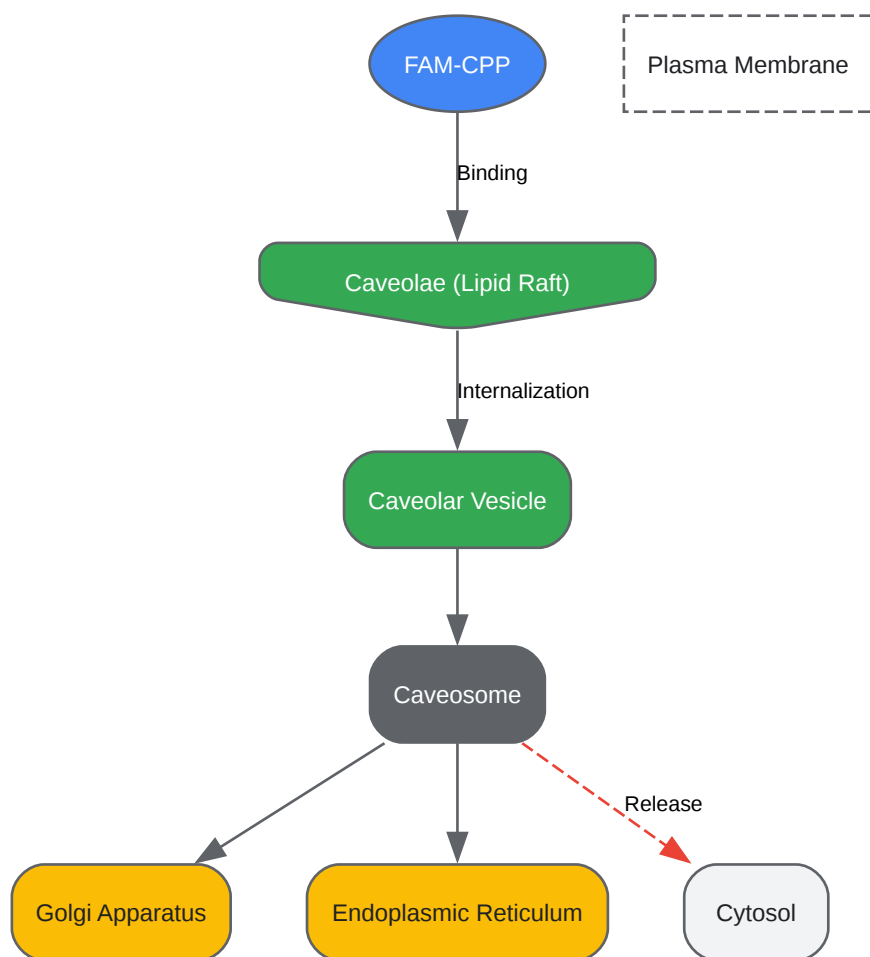 FAM-CPP
Plasma Membrane
Binding
Caveolae (Lipid Raft)
Internalization
Caveolar Vesicle
Caveosome
Release
Golgi Apparatus
Endoplasmic Reticulum
Cytosol